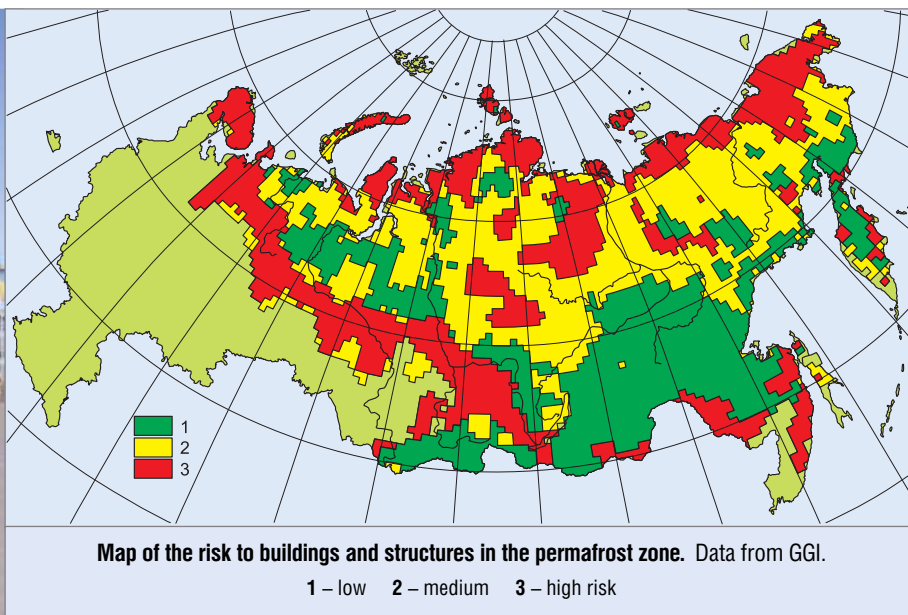 1
2
3
Map of the risk to buildings and structures in the permafrost zone. Data from GGI.
1 – low 2 – medium 3 – high risk